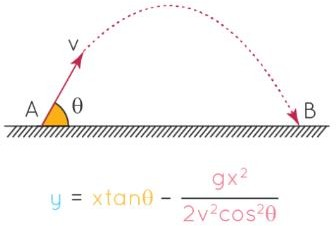 v
A θ B
y = xtanθ - gx²/2v²cos²θ